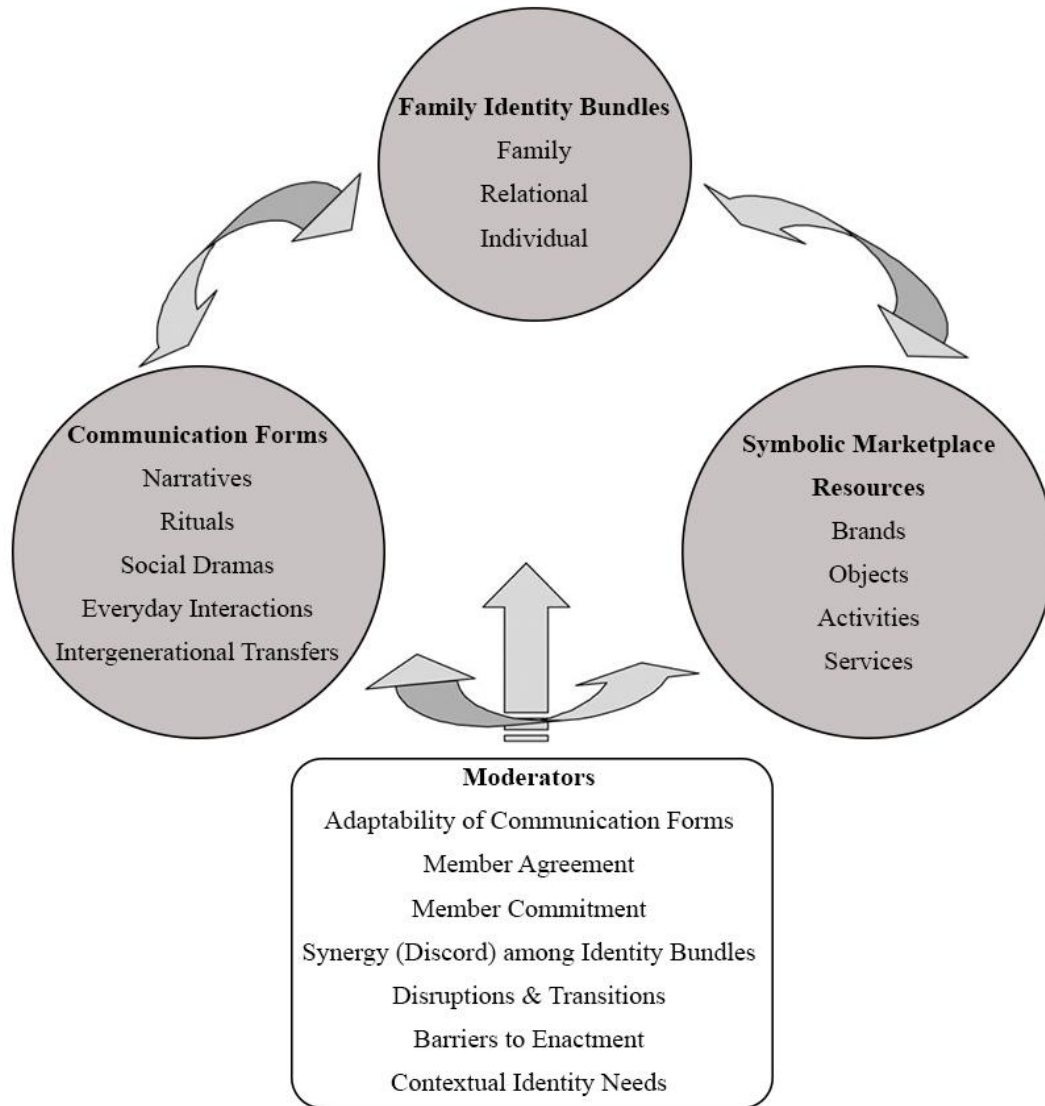 Family Identity Bundles
Family
Relational
Individual
Communication Forms
Narratives
Rituals
Social Dramas
Everyday Interactions
Intergenerational Transfers
Symbolic Marketplace
Resources
Brands
Objects
Activities
Services
Moderators
Adaptability of Communication Forms
Member Agreement
Member Commitment
Synergy (Discord) among Identity Bundles
Disruptions & Transitions
Barriers to Enactment
Contextual Identity Needs